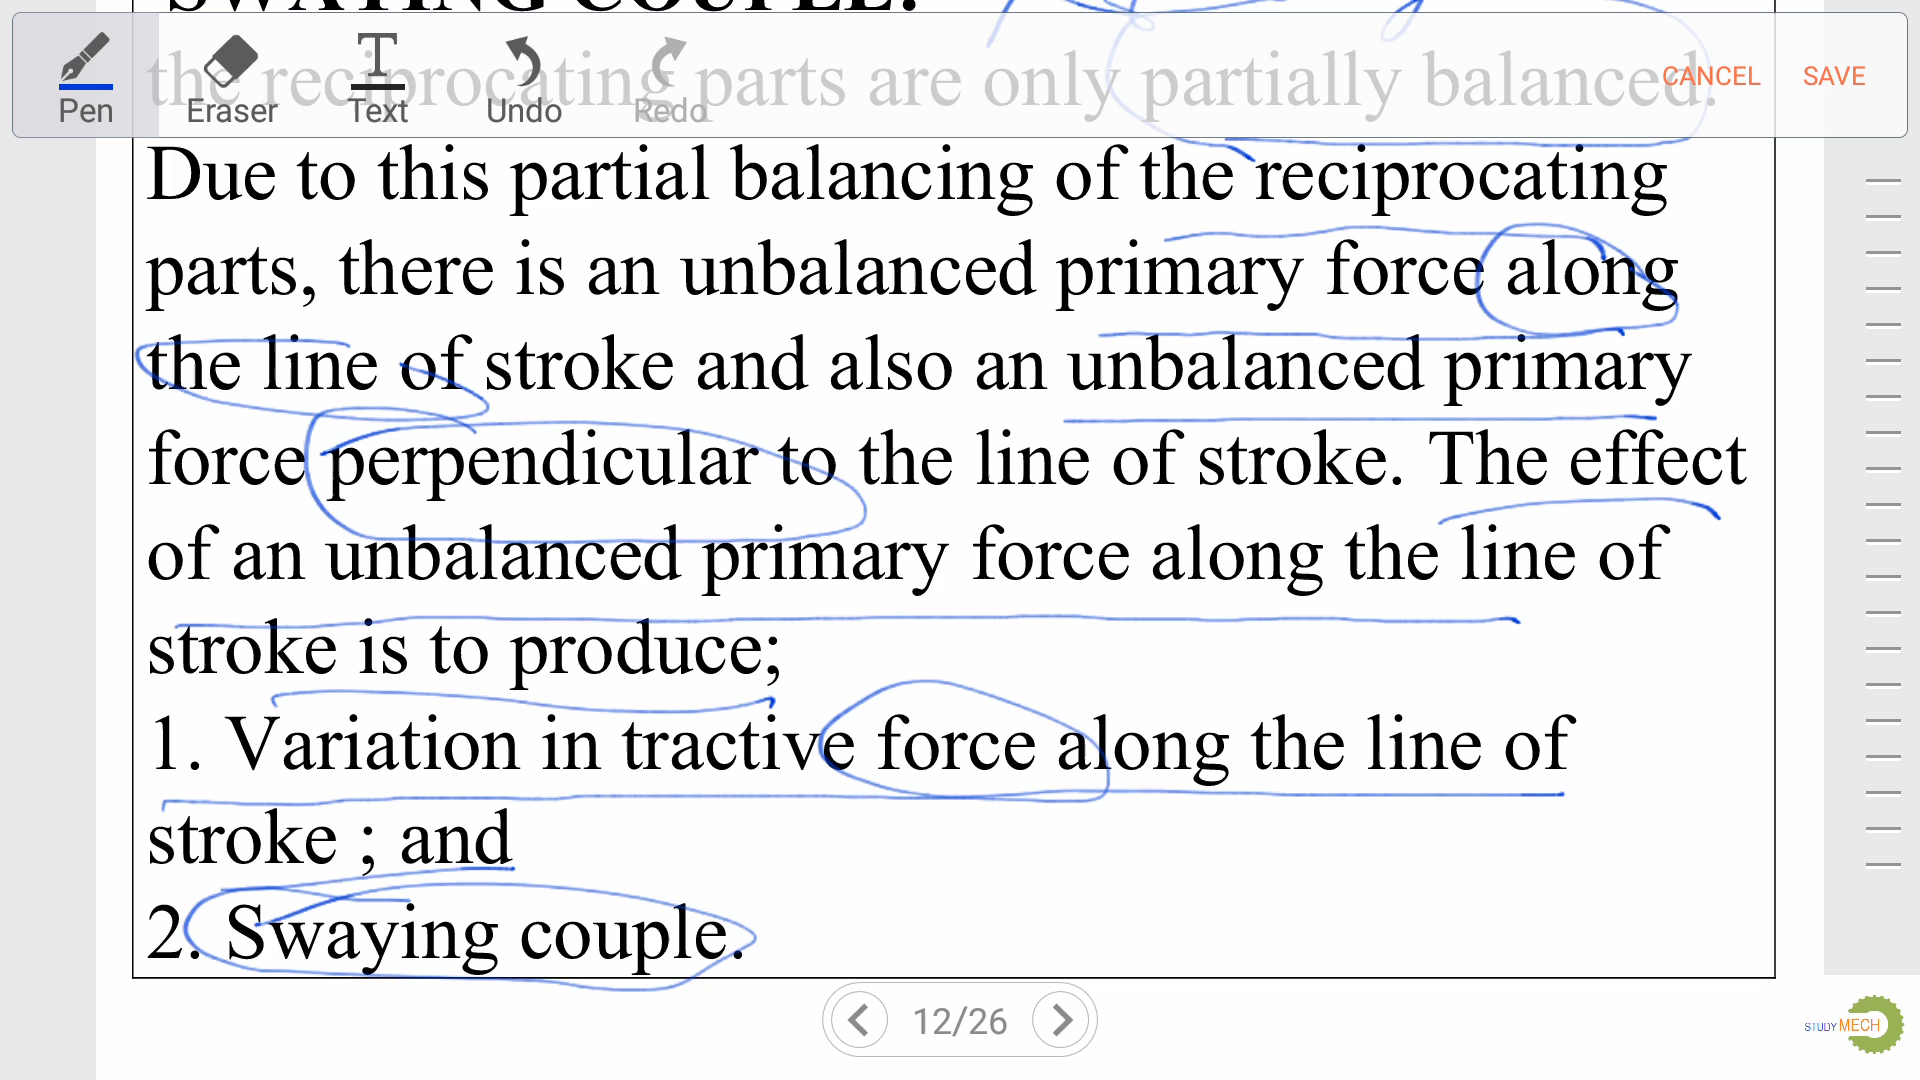 SWAYING COUPLE:
Pen Eraser Text Undo Redo CANCEL SAVE
the reciprocating parts are only partially balanced.
Due to this partial balancing of the reciprocating
parts, there is an unbalanced primary force along
the line of stroke and also an unbalanced primary
force perpendicular to the line of stroke. The effect
of an unbalanced primary force along the line of
stroke is to produce;
1. Variation in tractive force along the line of
stroke ; and
2. Swaying couple.
12/26
STUDY MECH